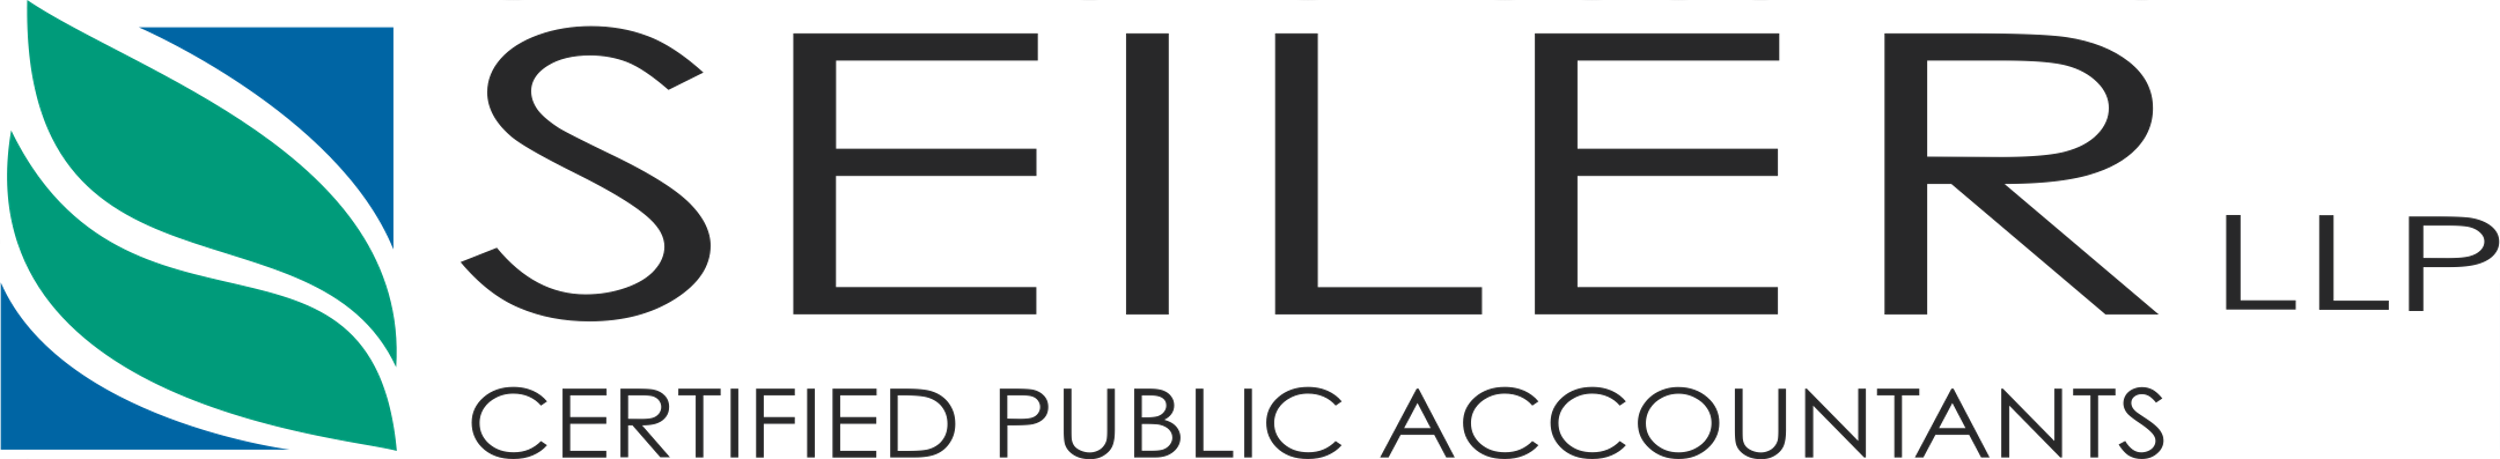 SEILER LLP
CERTIFIED PUBLIC ACCOUNTANTS